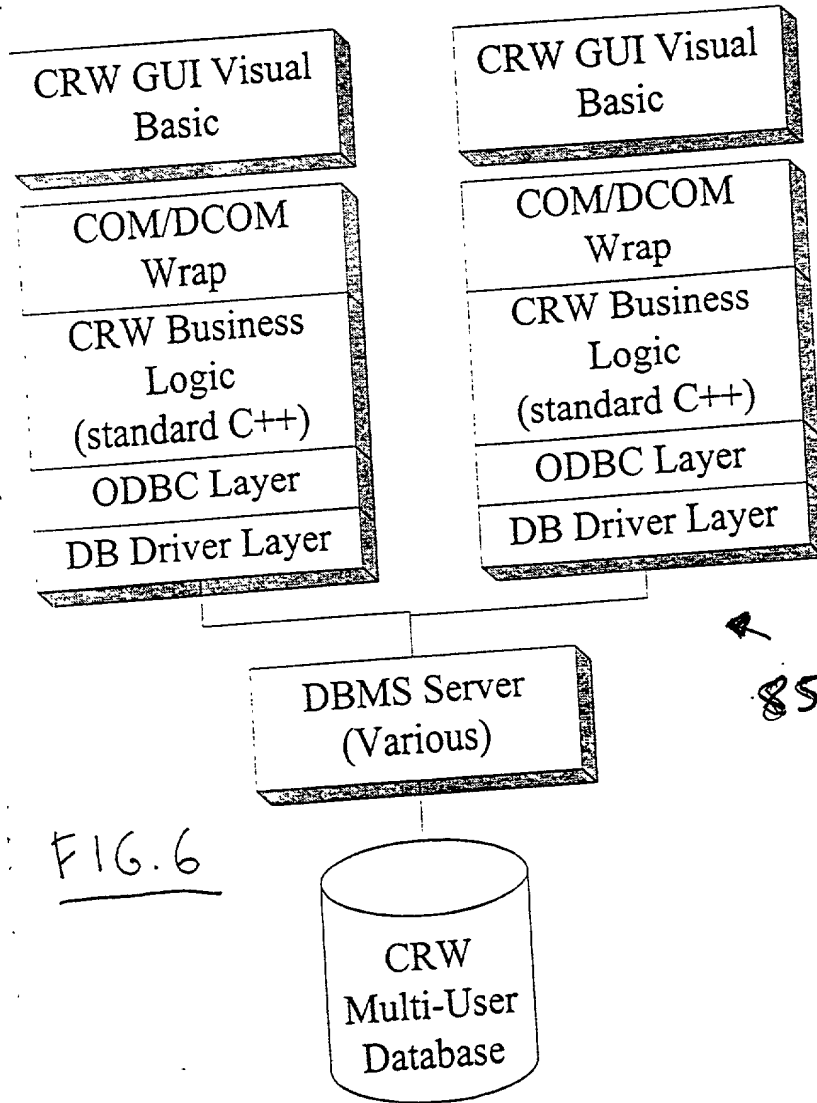 CRW GUI Visual
Basic
COM/DCOM
Wrap
CRW Business
Logic
(standard C++)
ODBC Layer
DB Driver Layer
CRW GUI Visual
Basic
COM/DCOM
Wrap
CRW Business
Logic
(standard C++)
ODBC Layer
DB Driver Layer
85
DBMS Server
(Various)
FIG.6
CRW
Multi-User
Database